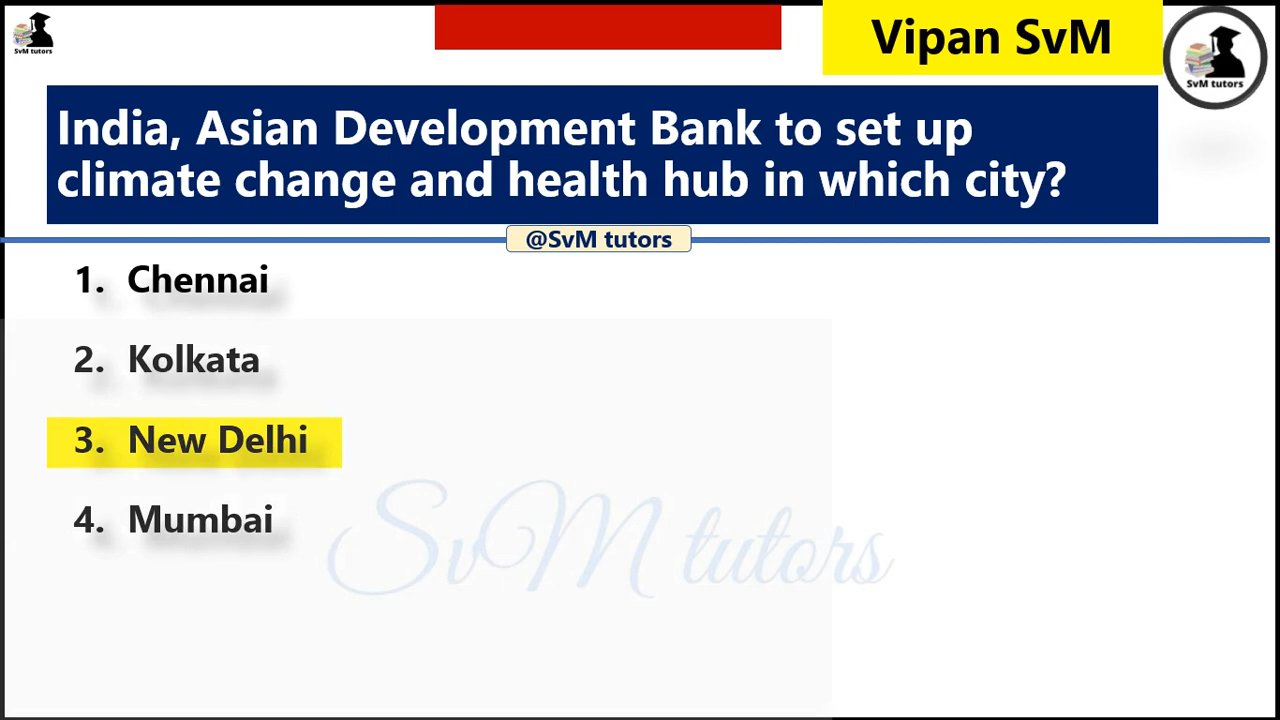 SvM tutors
Vipan SvM
SvM tutors
India, Asian Development Bank to set up
climate change and health hub in which city?
@SvM tutors
1. Chennai
2. Kolkata
3. New Delhi
4. Mumbai
SvM tutors